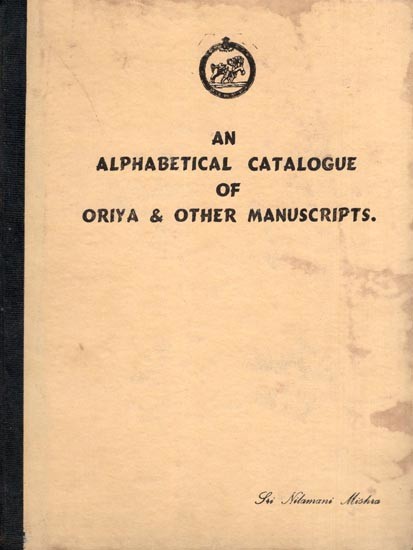 AN
ALPHABETICAL CATALOGUE
OF
ORIYA & OTHER MANUSCRIPTS.
Sri Nilamani Mishra